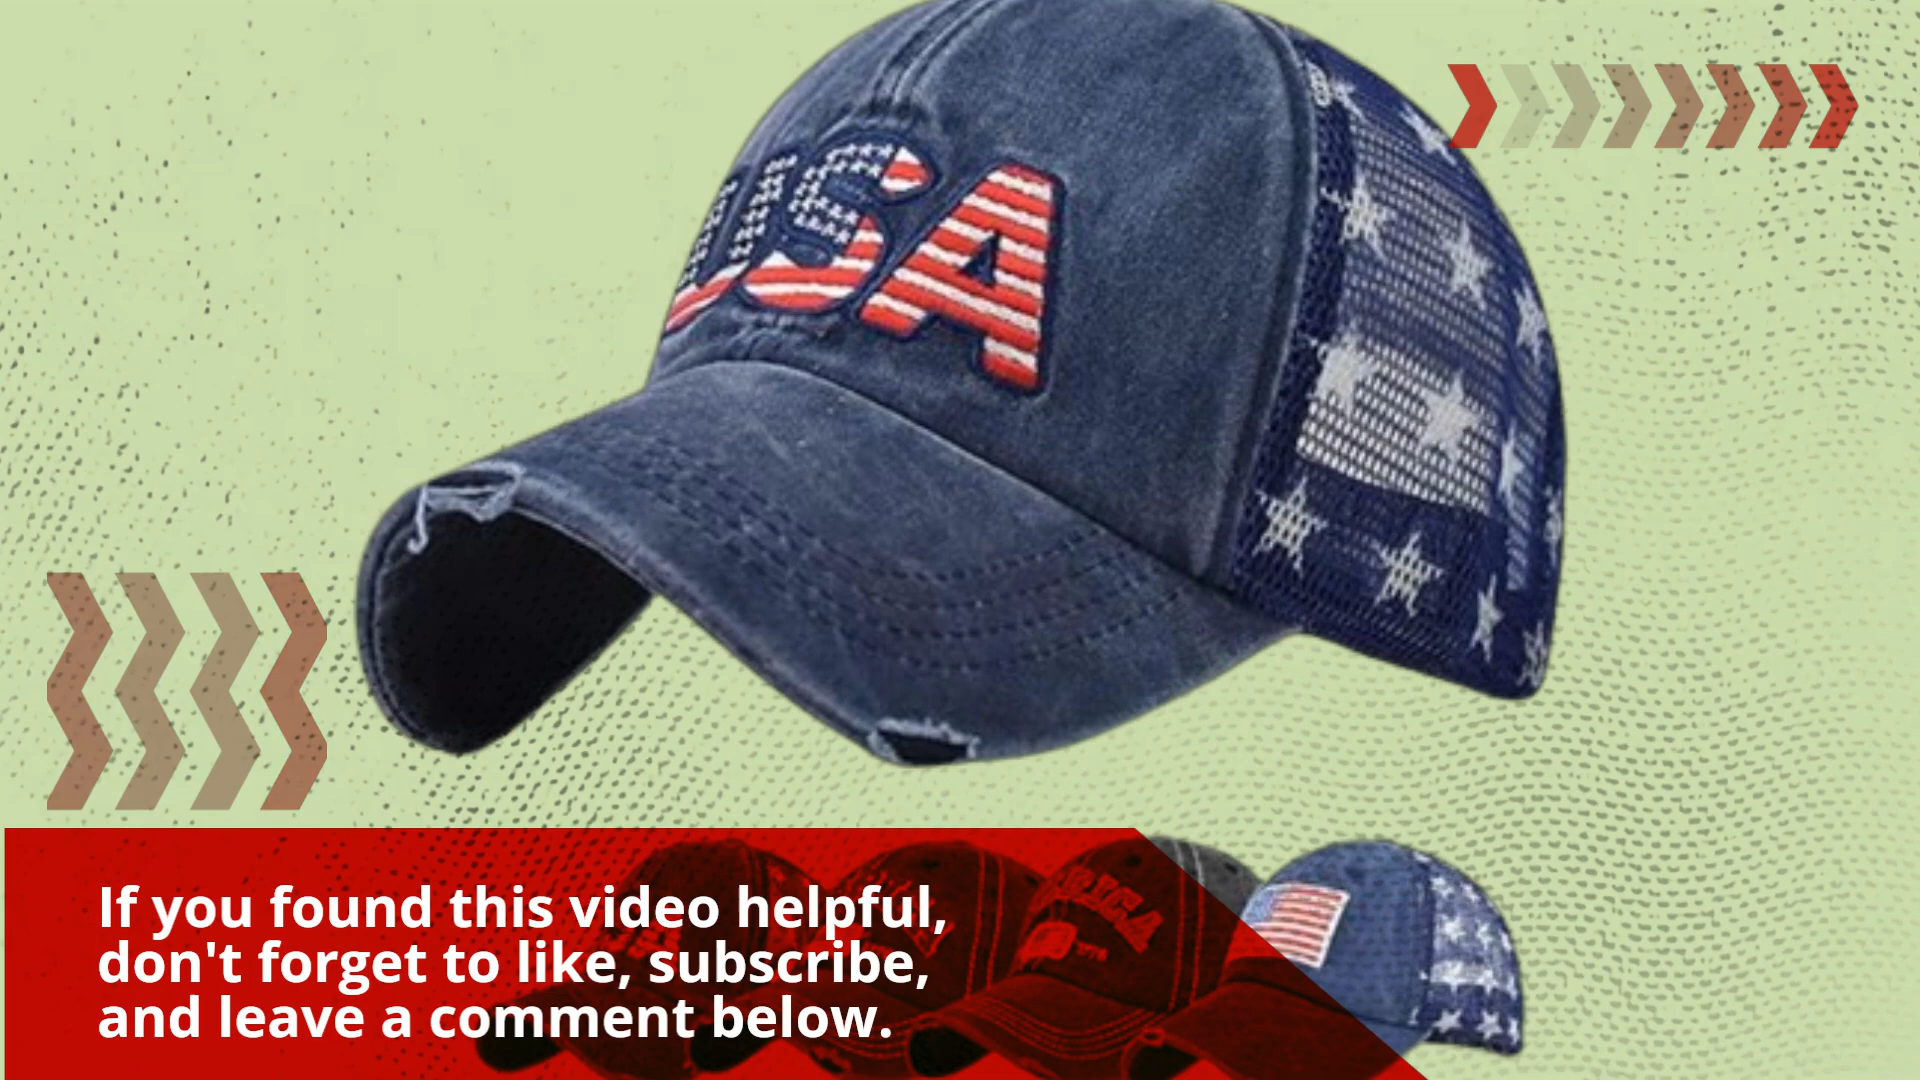 USA
If you found this video helpful,
don't forget to like, subscribe,
and leave a comment below.